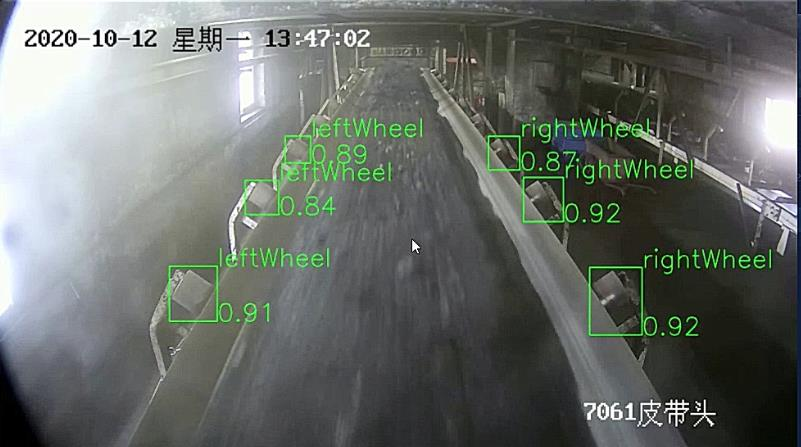 2020-10-12 星期一 13:47:02
leftWheel
0.89
rightWheel
0.87
leftWheel
0.84
rightWheel
0.92
leftWheel
0.91
rightWheel
0.92
7061皮带头